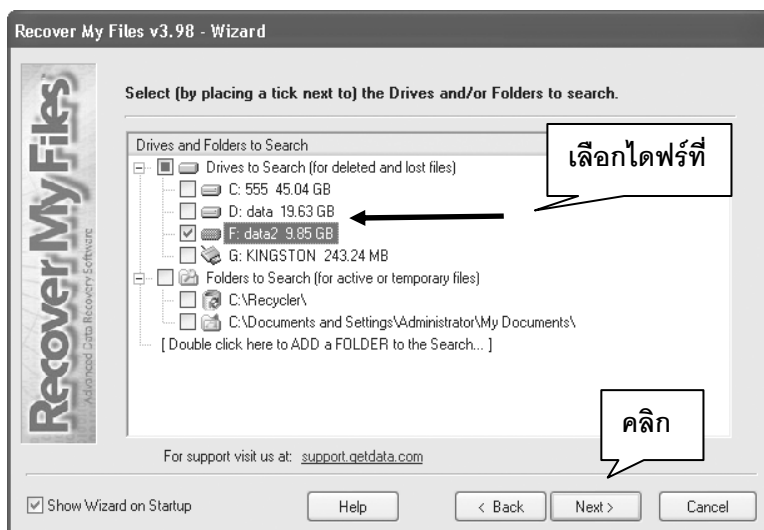 Recover My Files v3.98 - Wizard
Recover My Files
Advanced Data Recovery Software
Select (by placing a tick next to) the Drives and/or Folders to search.
Drives and Folders to Search
Drives to Search (for deleted and lost files)
C: 555 45.04 GB
D: data 19.63 GB
F: data2 9.85 GB
G: KINGSTON 243.24 MB
Folders to Search (for active or temporary files)
C:\Recycler\
C:\Documents and Settings\Administrator\My Documents\
[ Double click here to ADD a FOLDER to the Search... ]
เลือกไดฟร์ที่
คลิก
For support visit us at: support.getdata.com
Show Wizard on Startup
Help
< Back
Next >
Cancel